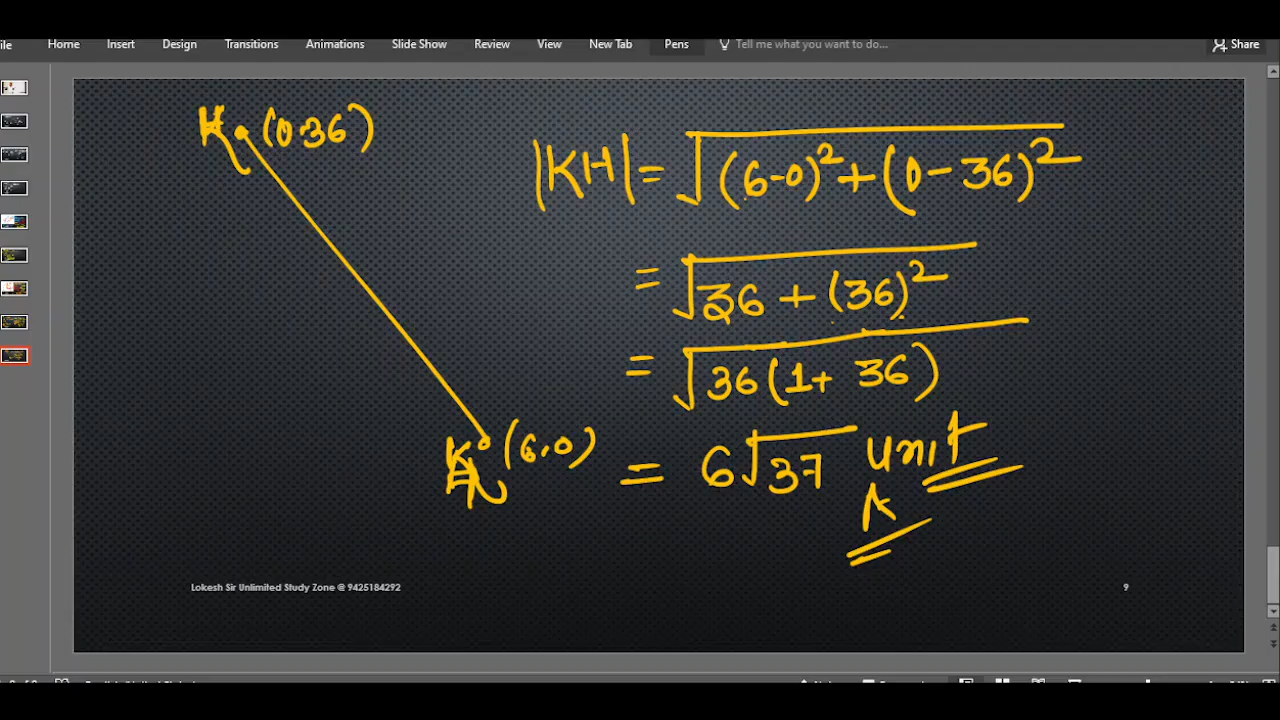 File Home Insert Design Transitions Animations Slide Show Review View New Tab Pens Tell me what you want to do... Share
(0,36)
|KH| = √(6-0)² + (0-36)²
= √36 + (36)²
= √36(1+ 36)
(6,0)
= 6√37 unit
Lokesh Sir Unlimited Study Zone @ 9425184292
9